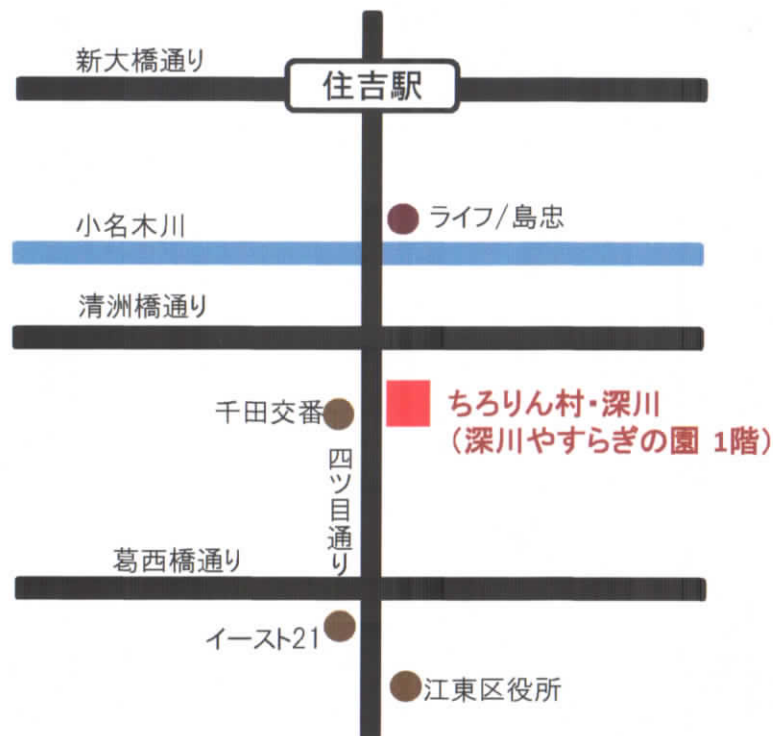 新大橋通り
住吉駅
ライフ/島忠
小名木川
清洲橋通り
千田交番
ちろりん村・深川
(深川やすらぎの園 1階)
四ツ目通り
葛西橋通り
イースト21
江東区役所